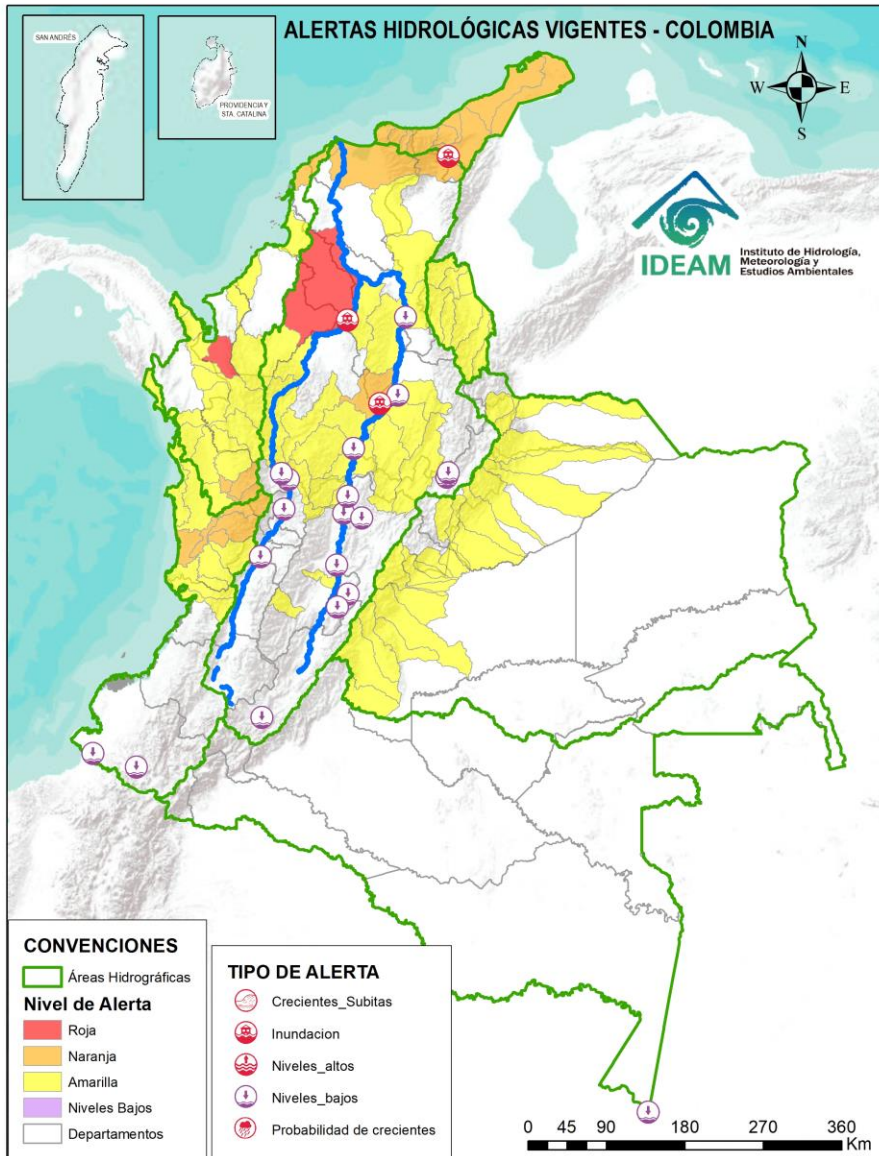 ALERTAS HIDROLÓGICAS VIGENTES - COLOMBIA
SAN ANDRÉS
PROVIDENCIA Y
STA. CATALINA
N
W
E
S
IDEAM
Instituto de Hidrología,
Meteorología y
Estudios Ambientales
CONVENCIONES
Áreas Hidrográficas
Nivel de Alerta
Roja
Naranja
Amarilla
Niveles Bajos
Departamentos
TIPO DE ALERTA
Crecientes_Subitas
Inundacion
Niveles_altos
Niveles_bajos
Probabilidad de crecientes
0 45 90 180 270 360
Km